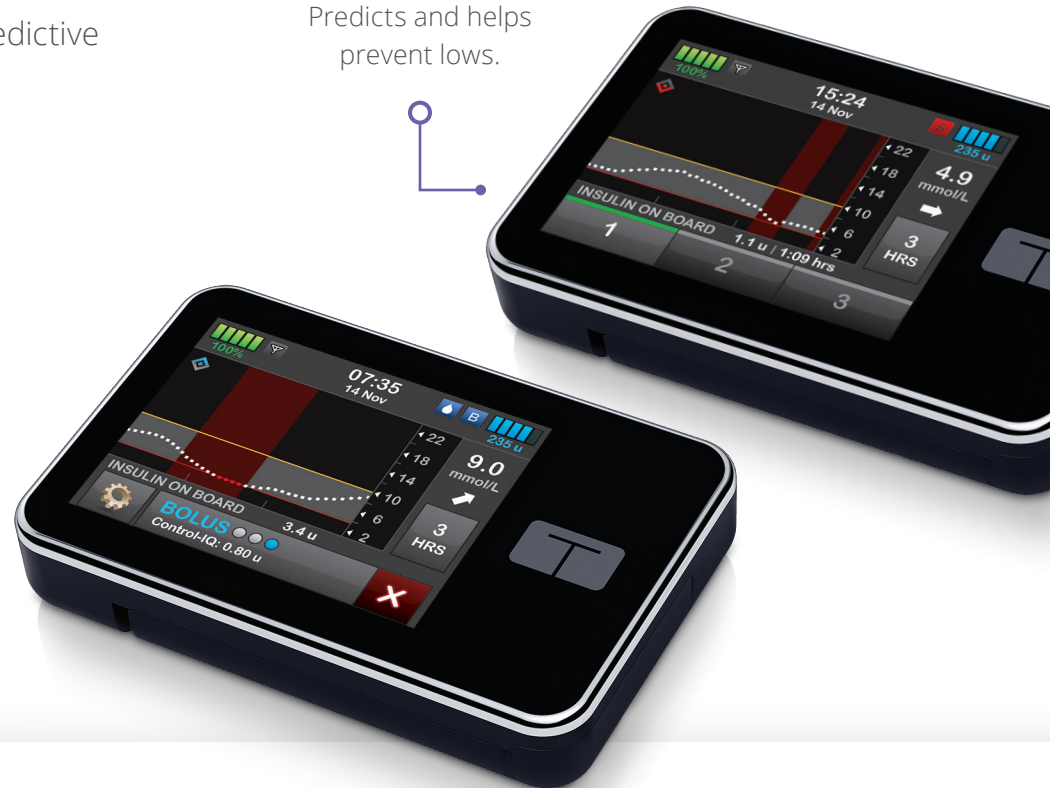 edictive
Predicts and helps
prevent lows.
100%
15:24
14 Nov
S
235 u
22
18
14
10
6
2
4.9
mmol/L
3
HRS
INSULIN ON BOARD
1.1 u | 1:09 hrs
1
2
3
100%
07:35
14 Nov
B
235 u
22
18
14
10
6
2
9.0
mmol/L
3
HRS
INSULIN ON BOARD
3.4 u
BOLUS
Control-IQ: 0.80 u
X